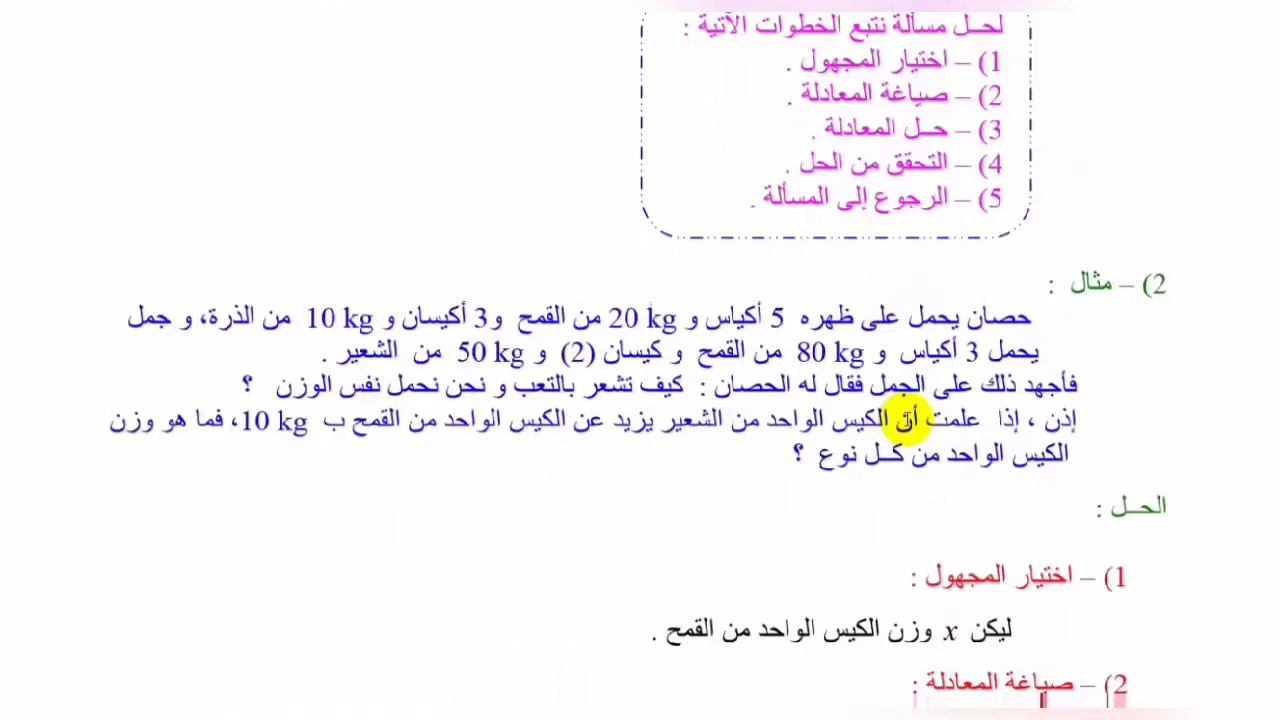 لحـل مسألة نتبع الخطوات الآتية :
1) – اختيار المجهول .
2) – صياغة المعادلة .
3) – حـل المعادلة .
4) – التحقق من الحل .
5) – الرجوع إلى المسألة .
2) – مثال :
حصان يحمل على ظهره 5 أكياس و 20 kg من القمح و3 أكيسان و 10 kg من الذرة، و جمل
يحمل 3 أكياس و 80 kg من القمح و كيسان (2) و 50 kg من الشعير .
فأجهد ذلك على الجمل فقال له الحصان : كيف تشعر بالتعب و نحن نحمل نفس الوزن ؟
إذن ، إذا علمت أن الكيس الواحد من الشعير يزيد عن الكيس الواحد من القمح ب 10 kg، فما هو وزن
الكيس الواحد من كـل نوع ؟
الحـل :
1) – اختيار المجهول :
ليكن x وزن الكيس الواحد من القمح .
2) – صياغة المعادلة :